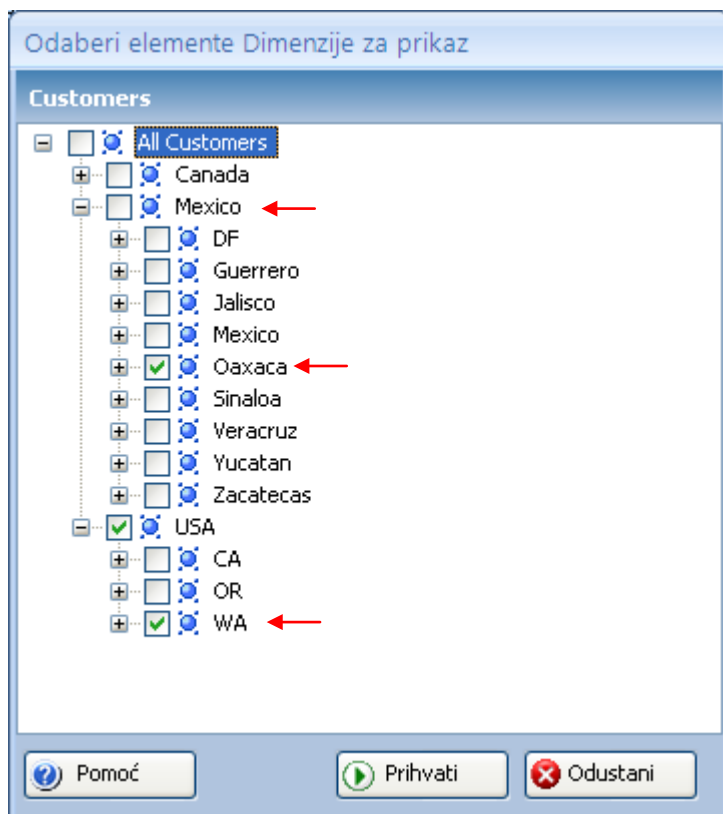 Odaberi elemente Dimenzije za prikaz
Customers
All Customers
Canada
Mexico
DF
Guerrero
Jalisco
Mexico
Oaxaca
Sinaloa
Veracruz
Yucatan
Zacatecas
USA
CA
OR
WA
Pomoć Prihvati Odustani